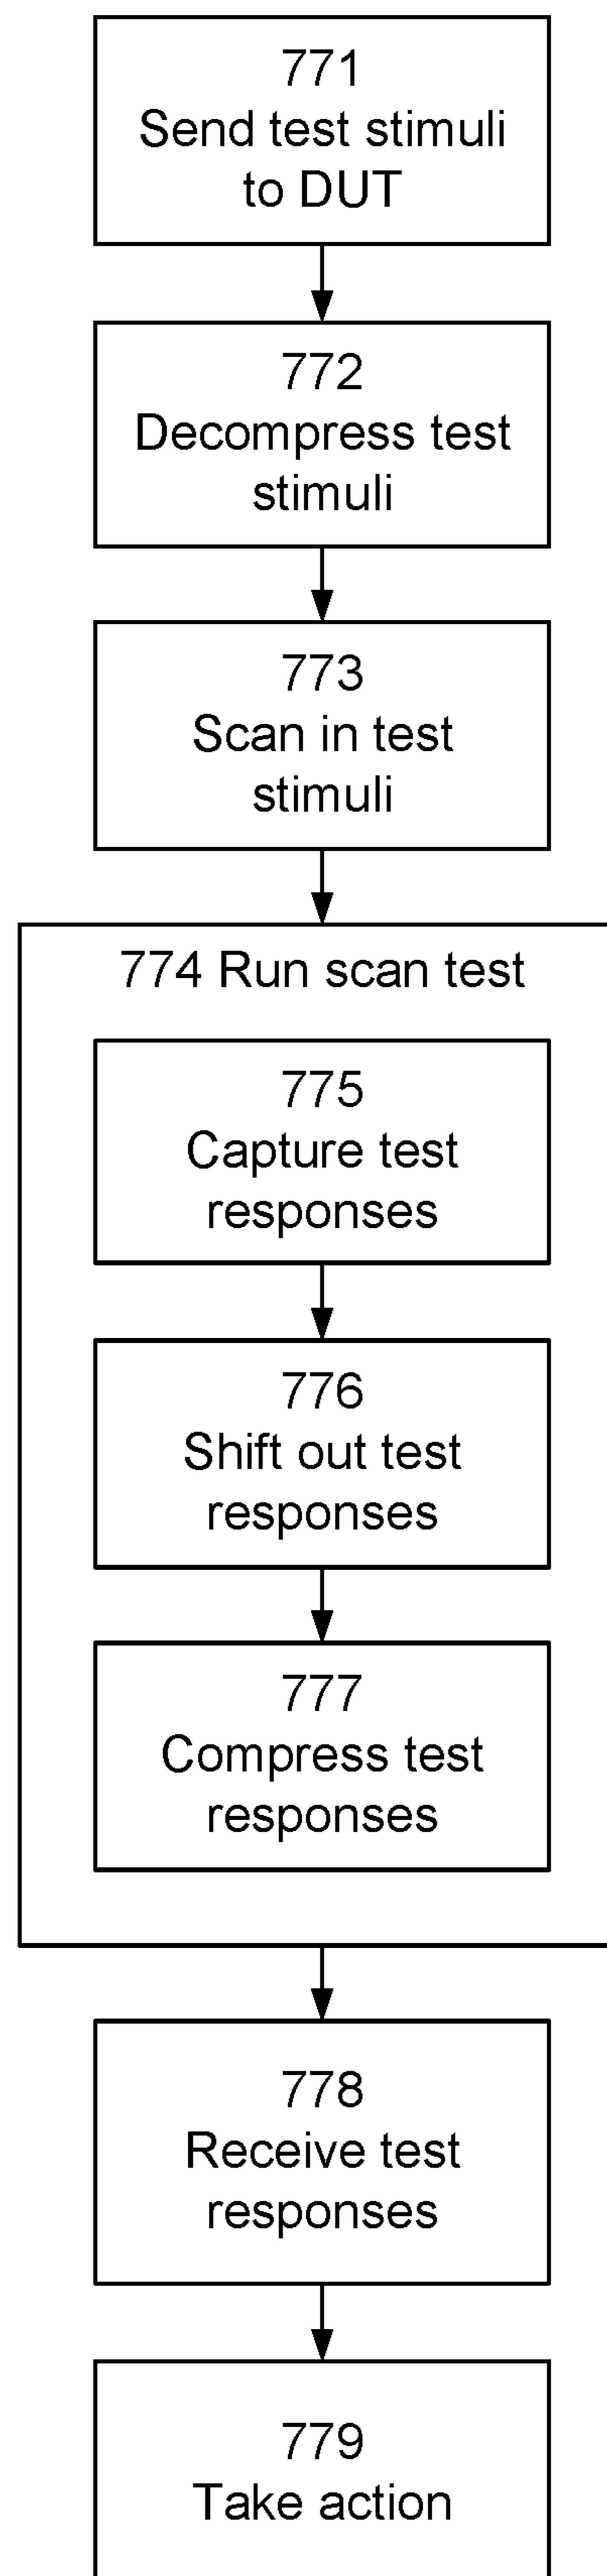 771
Send test stimuli
to DUT
772
Decompress test
stimuli
773
Scan in test
stimuli
774 Run scan test
775
Capture test
responses
776
Shift out test
responses
777
Compress test
responses
778
Receive test
responses
779
Take action